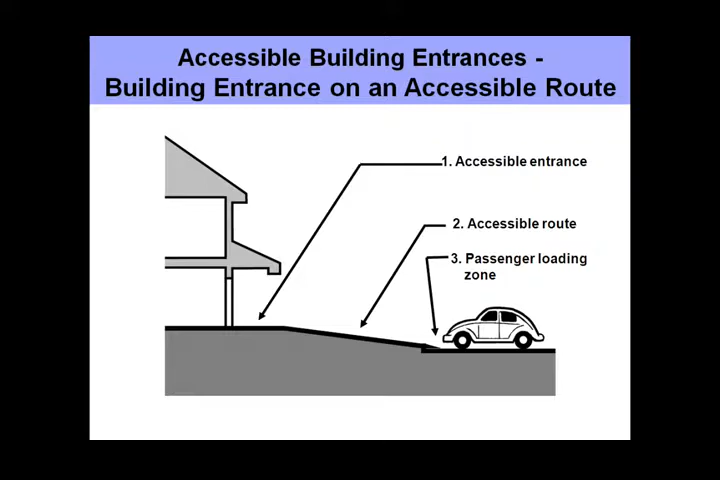 Accessible Building Entrances -
Building Entrance on an Accessible Route
1. Accessible entrance
2. Accessible route
3. Passenger loading
zone